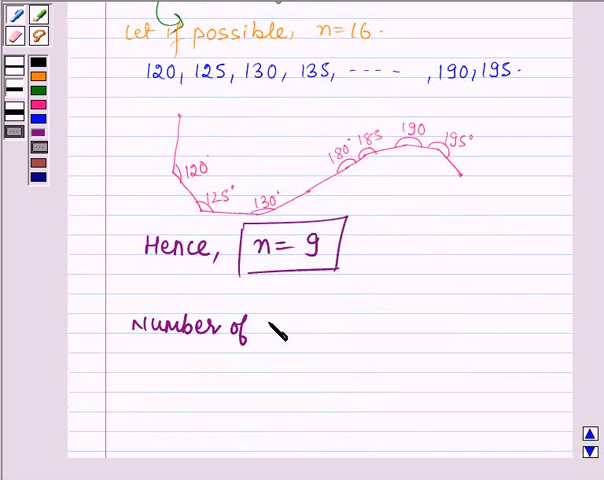 Let if possible, n=16.
120, 125, 130, 135, ---- , 190, 195.
120°
125°
130°
180°
185
190
195°
Hence, n= 9
Number of